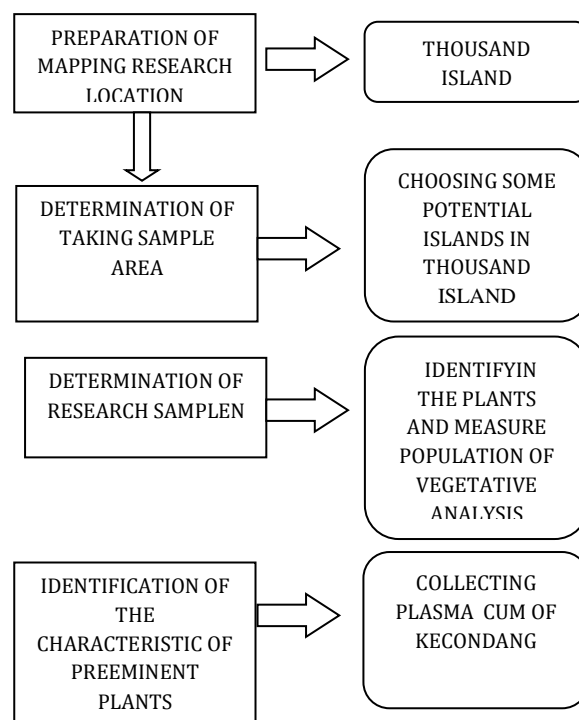 PREPARATION OF
MAPPING RESEARCH
LOCATION
THOUSAND
ISLAND
DETERMINATION OF
TAKING SAMPLE
AREA
CHOOSING SOME
POTENTIAL
ISLANDS IN
THOUSAND
ISLAND
DETERMINATION OF
RESEARCH SAMPLEN
IDENTIFYIN
THE PLANTS
AND MEASURE
POPULATION OF
VEGETATIVE
ANALYSIS
IDENTIFICATION OF
THE
CHARACTERISTIC OF
PREEMINENT
PLANTS
COLLECTING
PLASMA CUM OF
KECONDANG